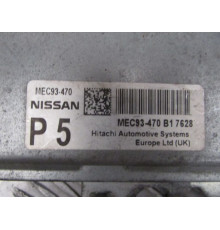 MEC93-470
NISSAN
MEC93-470 B1 7628
P 5
Hitachi Automotive Systems
Europe Ltd (UK)